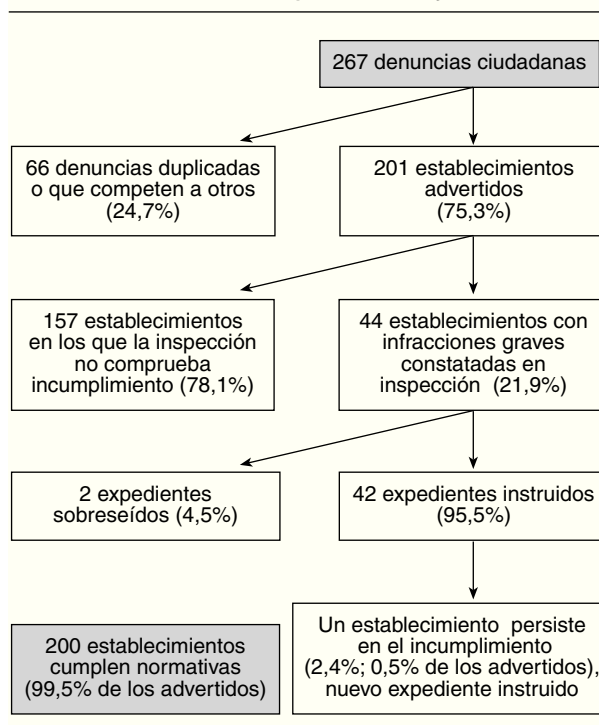 267 denuncias ciudadanas
66 denuncias duplicadas
o que competen a otros
(24,7%)
201 establecimientos
advertidos
(75,3%)
157 establecimientos
en los que la inspección
no comprueba
incumplimiento (78,1%)
44 establecimientos con
infracciones graves
constatadas en
inspección (21,9%)
2 expedientes
sobreseídos (4,5%)
42 expedientes instruidos
(95,5%)
200 establecimientos
cumplen normativas
(99,5% de los advertidos)
Un establecimiento persiste
en el incumplimiento
(2,4%; 0,5% de los advertidos),
nuevo expediente instruido